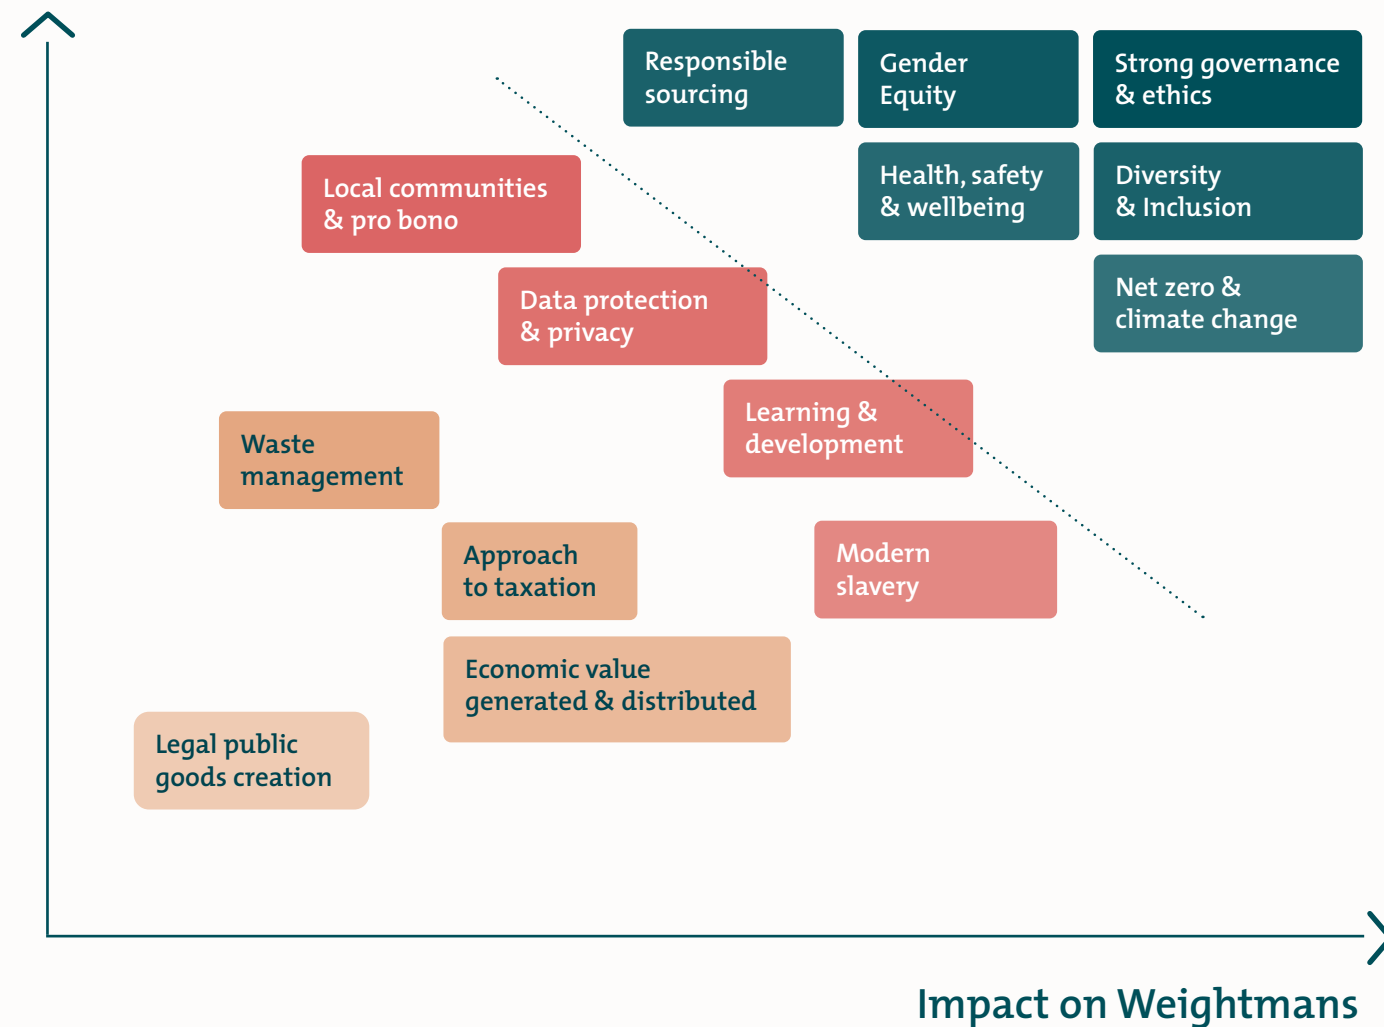 Responsible
sourcing
Gender
Equity
Strong governance
& ethics
Local communities
& pro bono
Health, safety
& wellbeing
Diversity
& Inclusion
Data protection
& privacy
Net zero &
climate change
Learning &
development
Waste
management
Approach
to taxation
Modern
slavery
Economic value
generated & distributed
Legal public
goods creation
Impact on Weightmans